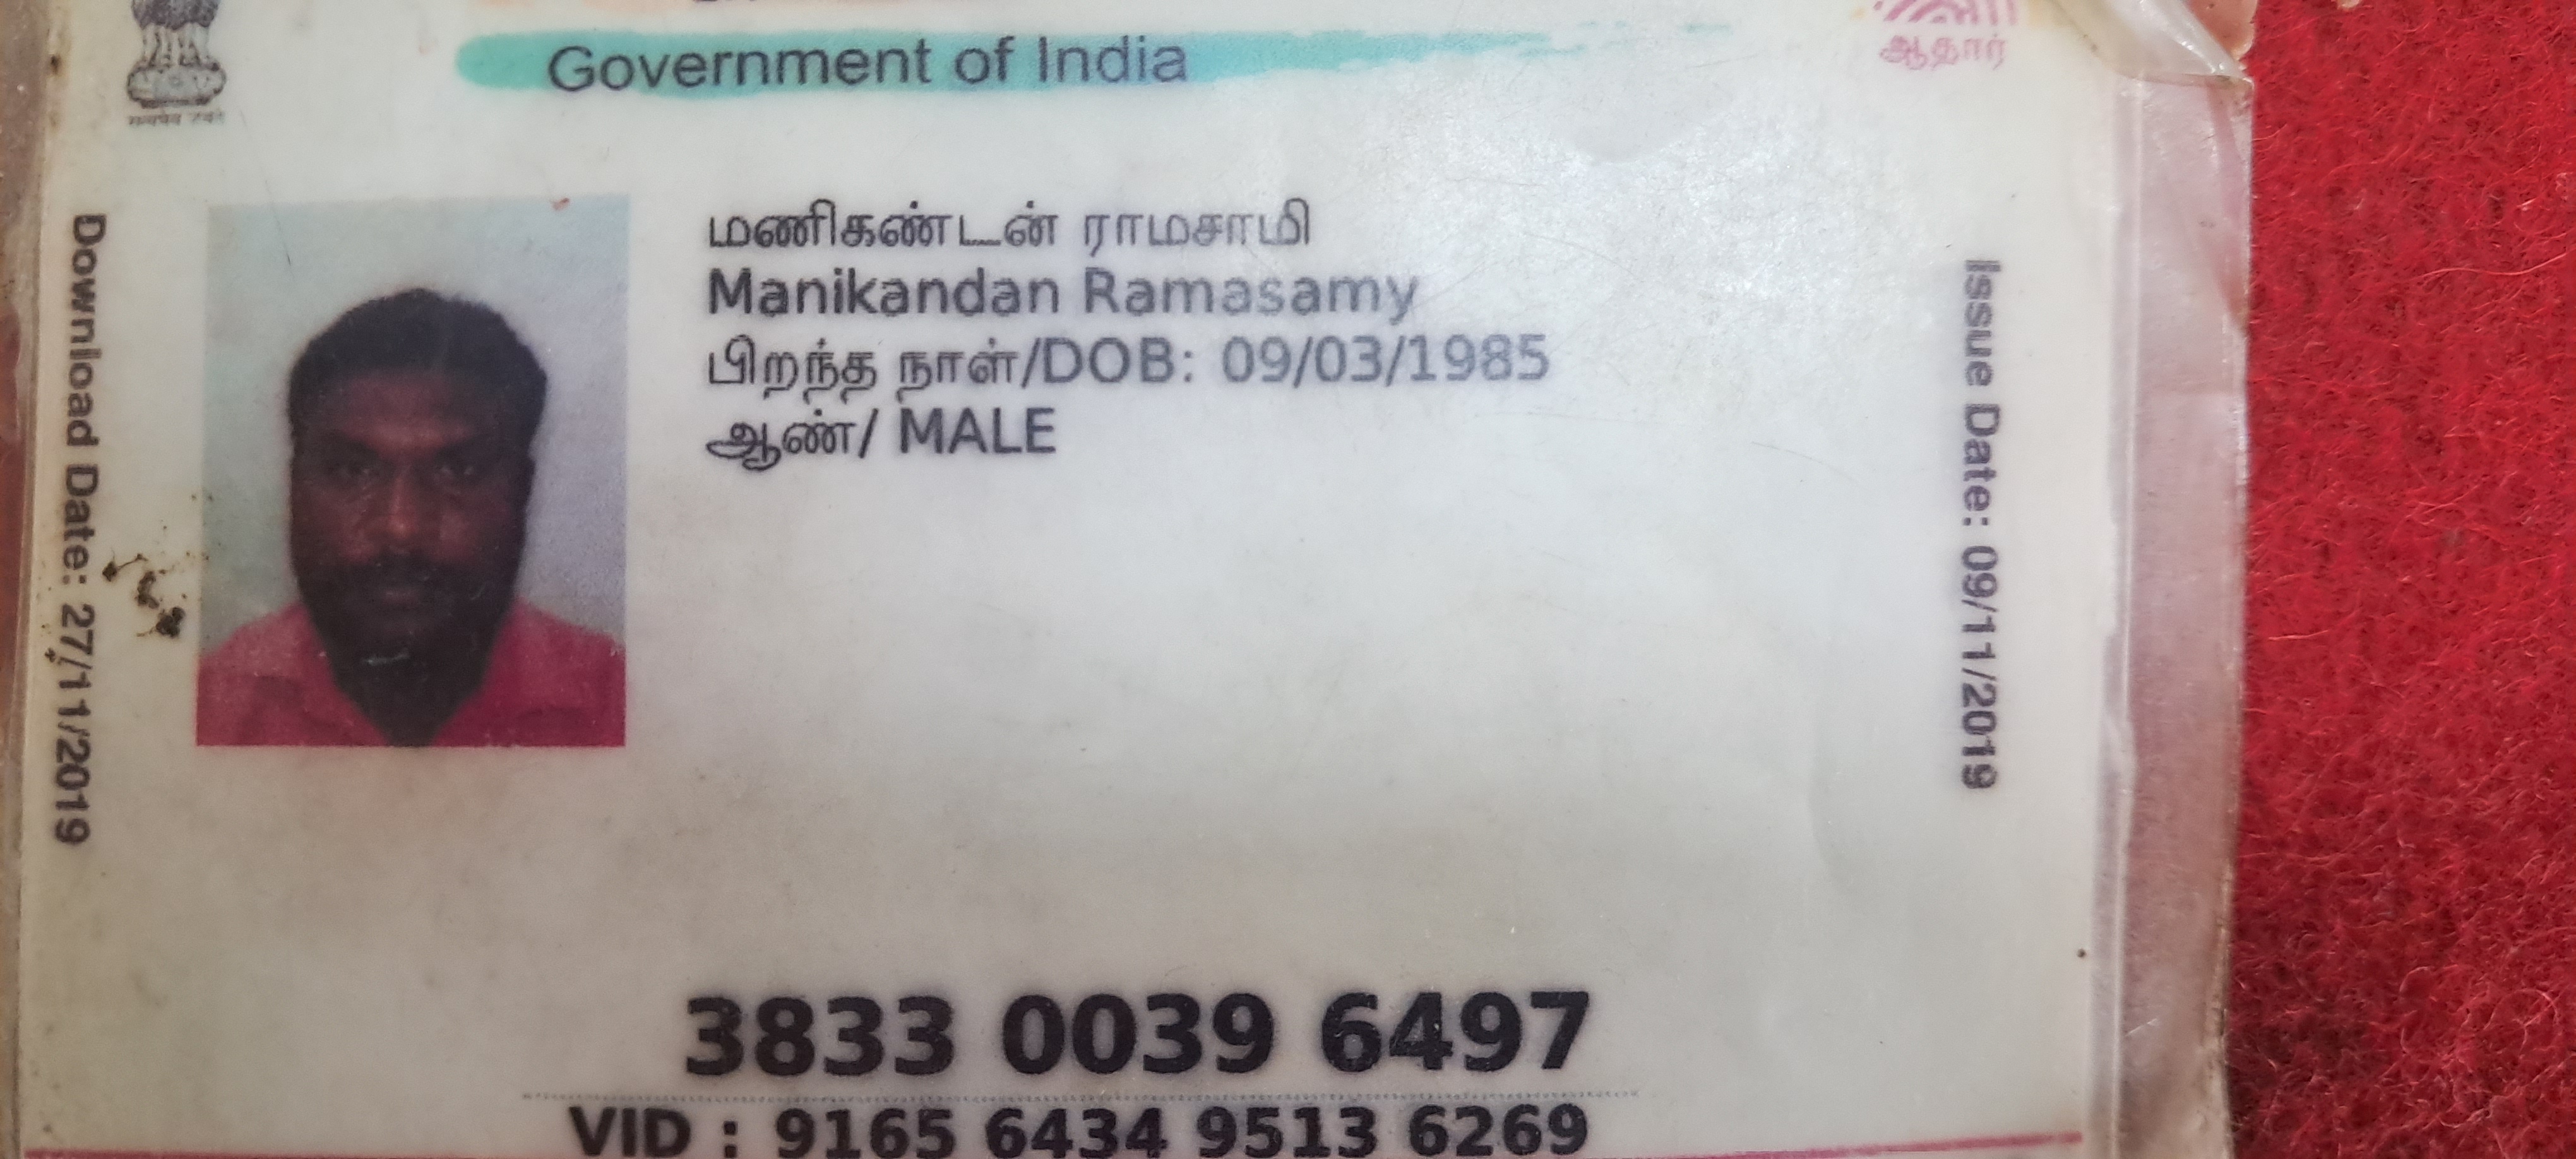 Government of India
ஆதார்
மணிகண்டன் ராமசாமி
Manikandan Ramasamy
பிறந்த நாள்/DOB: 09/03/1985
ஆண்/ MALE
Download Date: 27/11/2019
Issue Date: 09/11/2019
3833 0039 6497
VID : 9165 6434 9513 6269